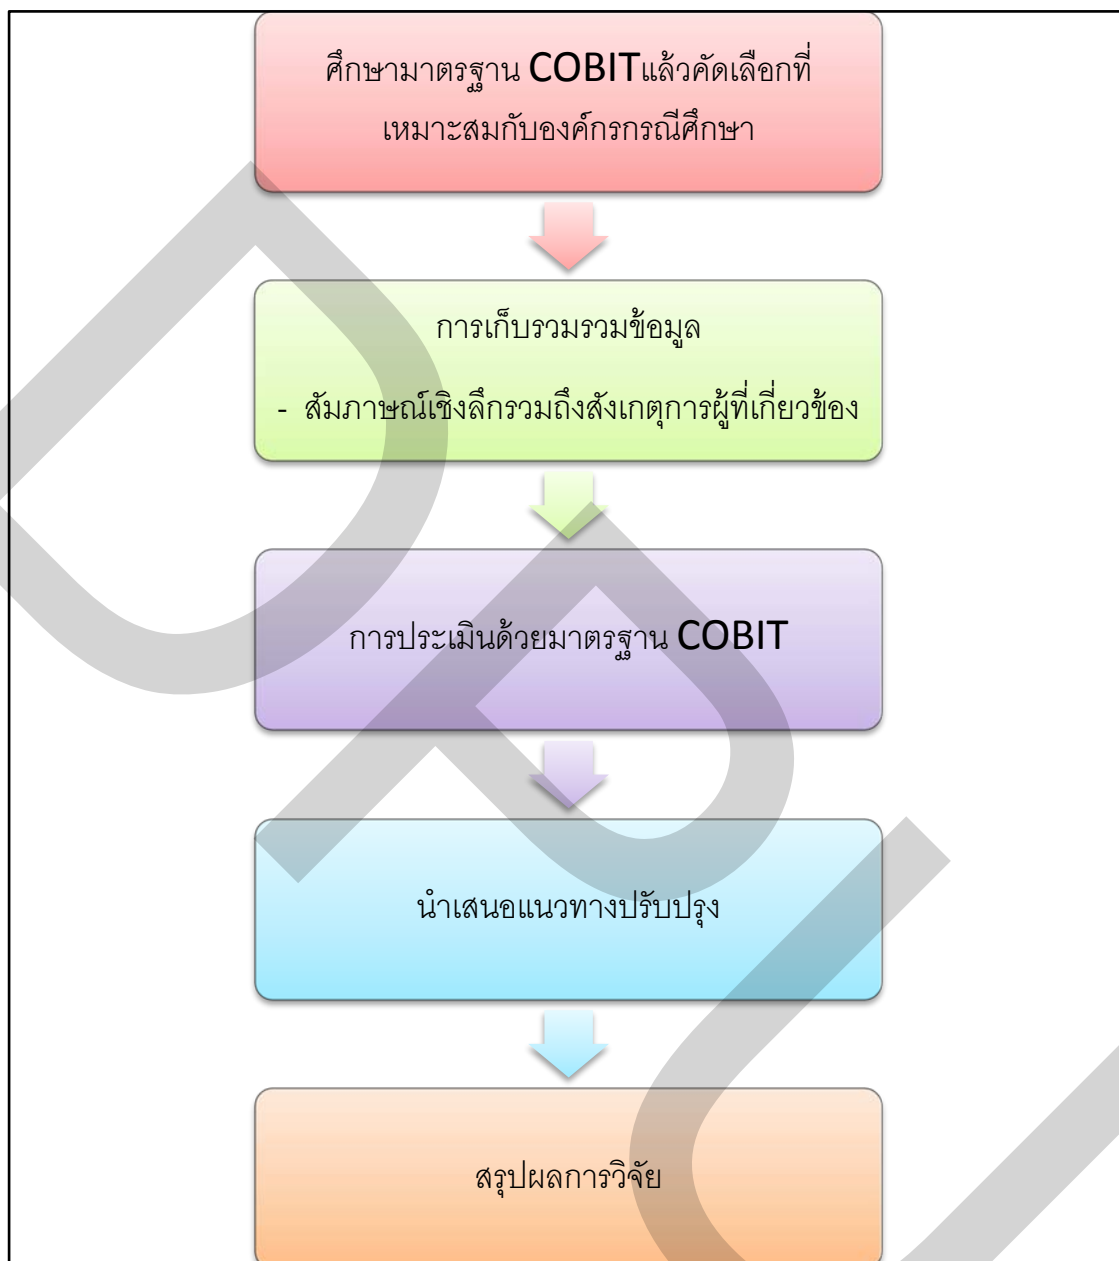 ศึกษามาตรฐาน COBITแล้วคัดเลือกที่
เหมาะสมกับองค์กรกรณีศึกษา
การเก็บรวมรวมข้อมูล
- สัมภาษณ์เชิงลึกรวมถึงสังเกตุการผู้ที่เกี่ยวข้อง
การประเมินด้วยมาตรฐาน COBIT
นำเสนอแนวทางปรับปรุง
สรุปผลการวิจัย